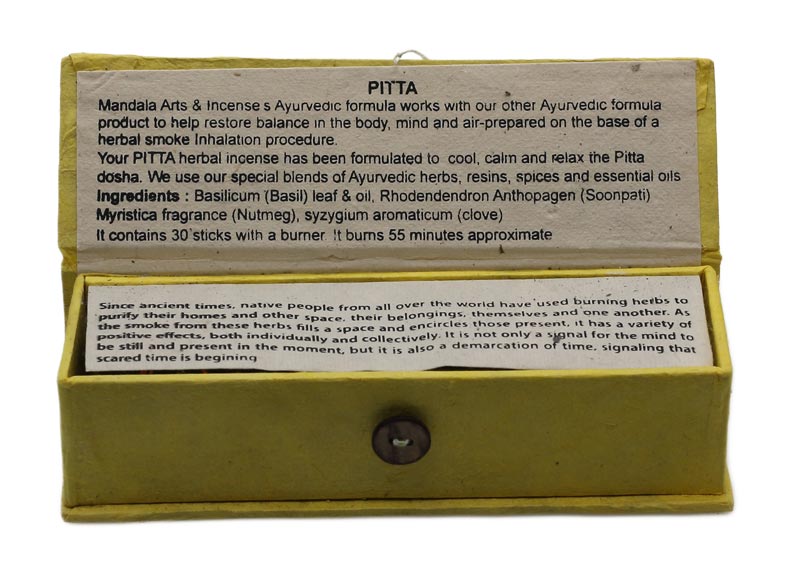 PITTA
Mandala Arts & Incense s Ayurvedic formula works with our other Ayurvedic formula
product to help restore balance in the body, mind and air-prepared on the base of a
herbal smoke Inhalation procedure.
Your PITTA herbal incense has been formulated to cool, calm and relax the Pitta
dosha. We use our special blends of Ayurvedic herbs, resins, spices and essential oils
Ingredients : Basilicum (Basil) leaf & oil, Rhodendendron Anthopagen (Soonpati)
Myristica fragrance (Nutmeg), syzygium aromaticum (clove)
It contains 30 sticks with a burner. It burns 55 minutes approximate
Since ancient times, native people from all over the world have used burning herbs to
purify their homes and other space, their belongings, themselves and one another. As
the smoke from these herbs fills a space and encircles those present, it has a variety of
positive effects, both individually and collectively. It is not only a signal for the mind to
be still and present in the moment, but it is also a demarcation of time, signaling that
scared time is begining